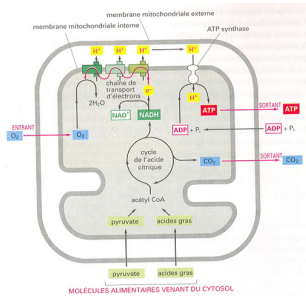 membrane mitochondriale externe
membrane mitochondriale interne
ATP synthase
H⁺ H⁺ H⁺ H⁺
chaîne de
transport
d'électrons
e⁻
H⁺
2H₂O
NAD⁺ NADH
ATP
SORTANT
ATP
ENTRANT
O₂
O₂
ADP + Pᵢ
ADP + Pᵢ
cycle
de l'acide
citrique
CO₂
SORTANT
CO₂
acétyl CoA
pyruvate acides gras
pyruvate acides gras
MOLÉCULES ALIMENTAIRES VENANT DU CYTOSOL